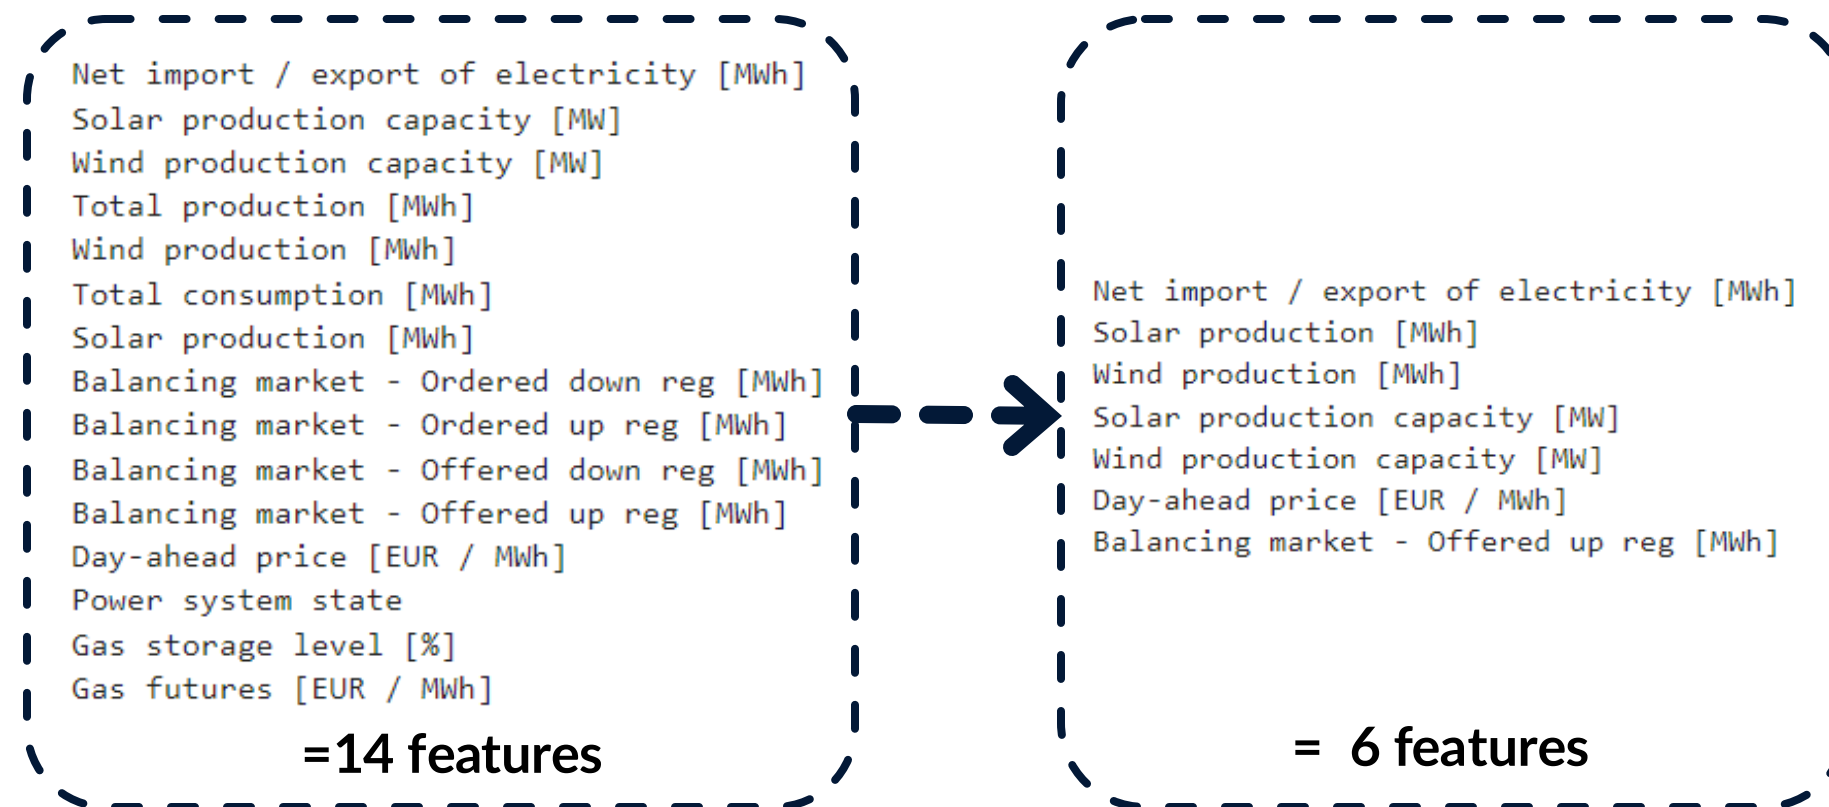 Net import / export of electricity [MWh]
Solar production capacity [MW]
Wind production capacity [MW]
Total production [MWh]
Wind production [MWh]
Total consumption [MWh]
Solar production [MWh]
Balancing market - Ordered down reg [MWh]
Balancing market - Ordered up reg [MWh]
Balancing market - Offered down reg [MWh]
Balancing market - Offered up reg [MWh]
Day-ahead price [EUR / MWh]
Power system state
Gas storage level [%]
Gas futures [EUR / MWh]
=14 features
Net import / export of electricity [MWh]
Solar production [MWh]
Wind production [MWh]
Solar production capacity [MW]
Wind production capacity [MW]
Day-ahead price [EUR / MWh]
Balancing market - Offered up reg [MWh]
= 6 features